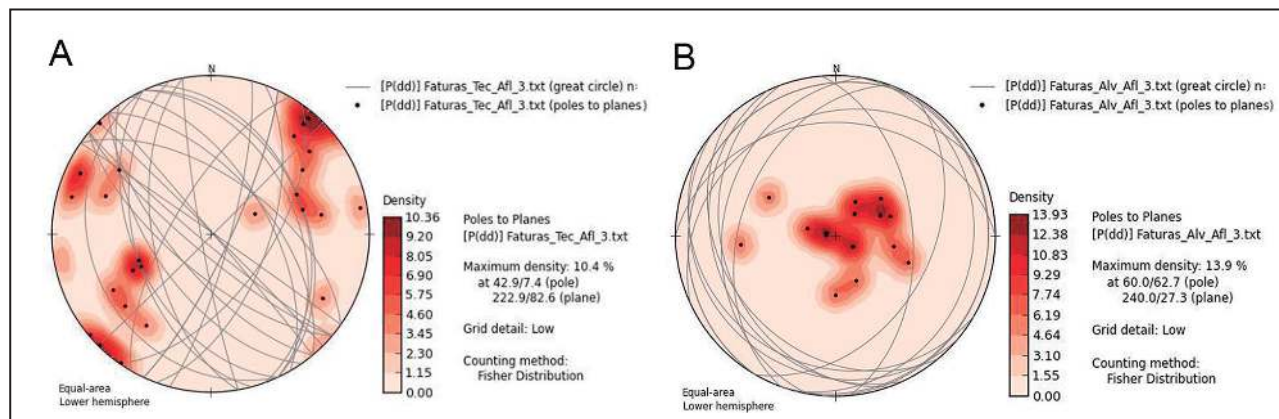 A
N
[P(dd)] Faturas_Tec_Afl_3.txt (great circle) n:
[P(dd)] Faturas_Tec_Afl_3.txt (poles to planes)
Density
10.36
9.20
8.05
6.90
5.75
4.60
3.45
2.30
1.15
0.00
Poles to Planes
[P(dd)] Faturas_Tec_Afl_3.txt
Maximum density: 10.4 %
at 42.9/7.4 (pole)
222.9/82.6 (plane)
Grid detail: Low
Counting method:
Fisher Distribution
Equal-area
Lower hemisphere
B
N
[P(dd)] Faturas_Alv_Afl_3.txt (great circle) n:
[P(dd)] Faturas_Alv_Afl_3.txt (poles to planes)
Density
13.93
12.38
10.83
9.29
7.74
6.19
4.64
3.10
1.55
0.00
Poles to Planes
[P(dd)] Faturas_Alv_Afl_3.txt
Maximum density: 13.9 %
at 60.0/62.7 (pole)
240.0/27.3 (plane)
Grid detail: Low
Counting method:
Fisher Distribution
Equal-area
Lower hemisphere